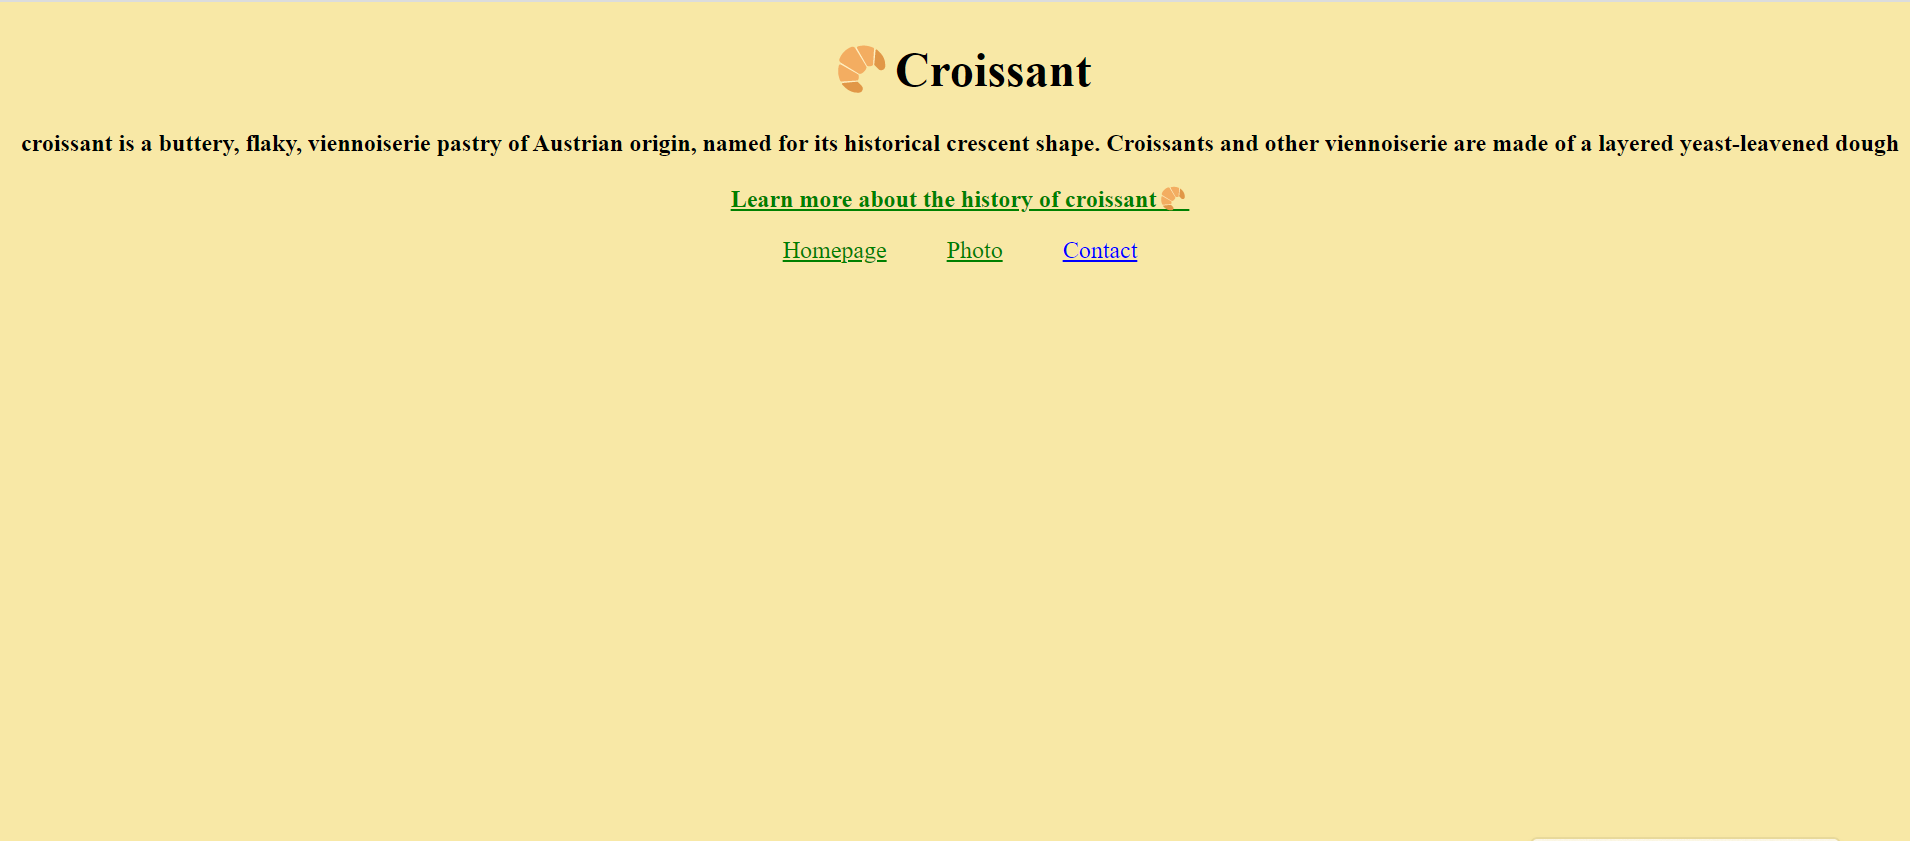 🥐 Croissant
croissant is a buttery, flaky, viennoiserie pastry of Austrian origin, named for its historical crescent shape. Croissants and other viennoiserie are made of a layered yeast-leavened dough
Learn more about the history of croissant🥐
Homepage Photo Contact